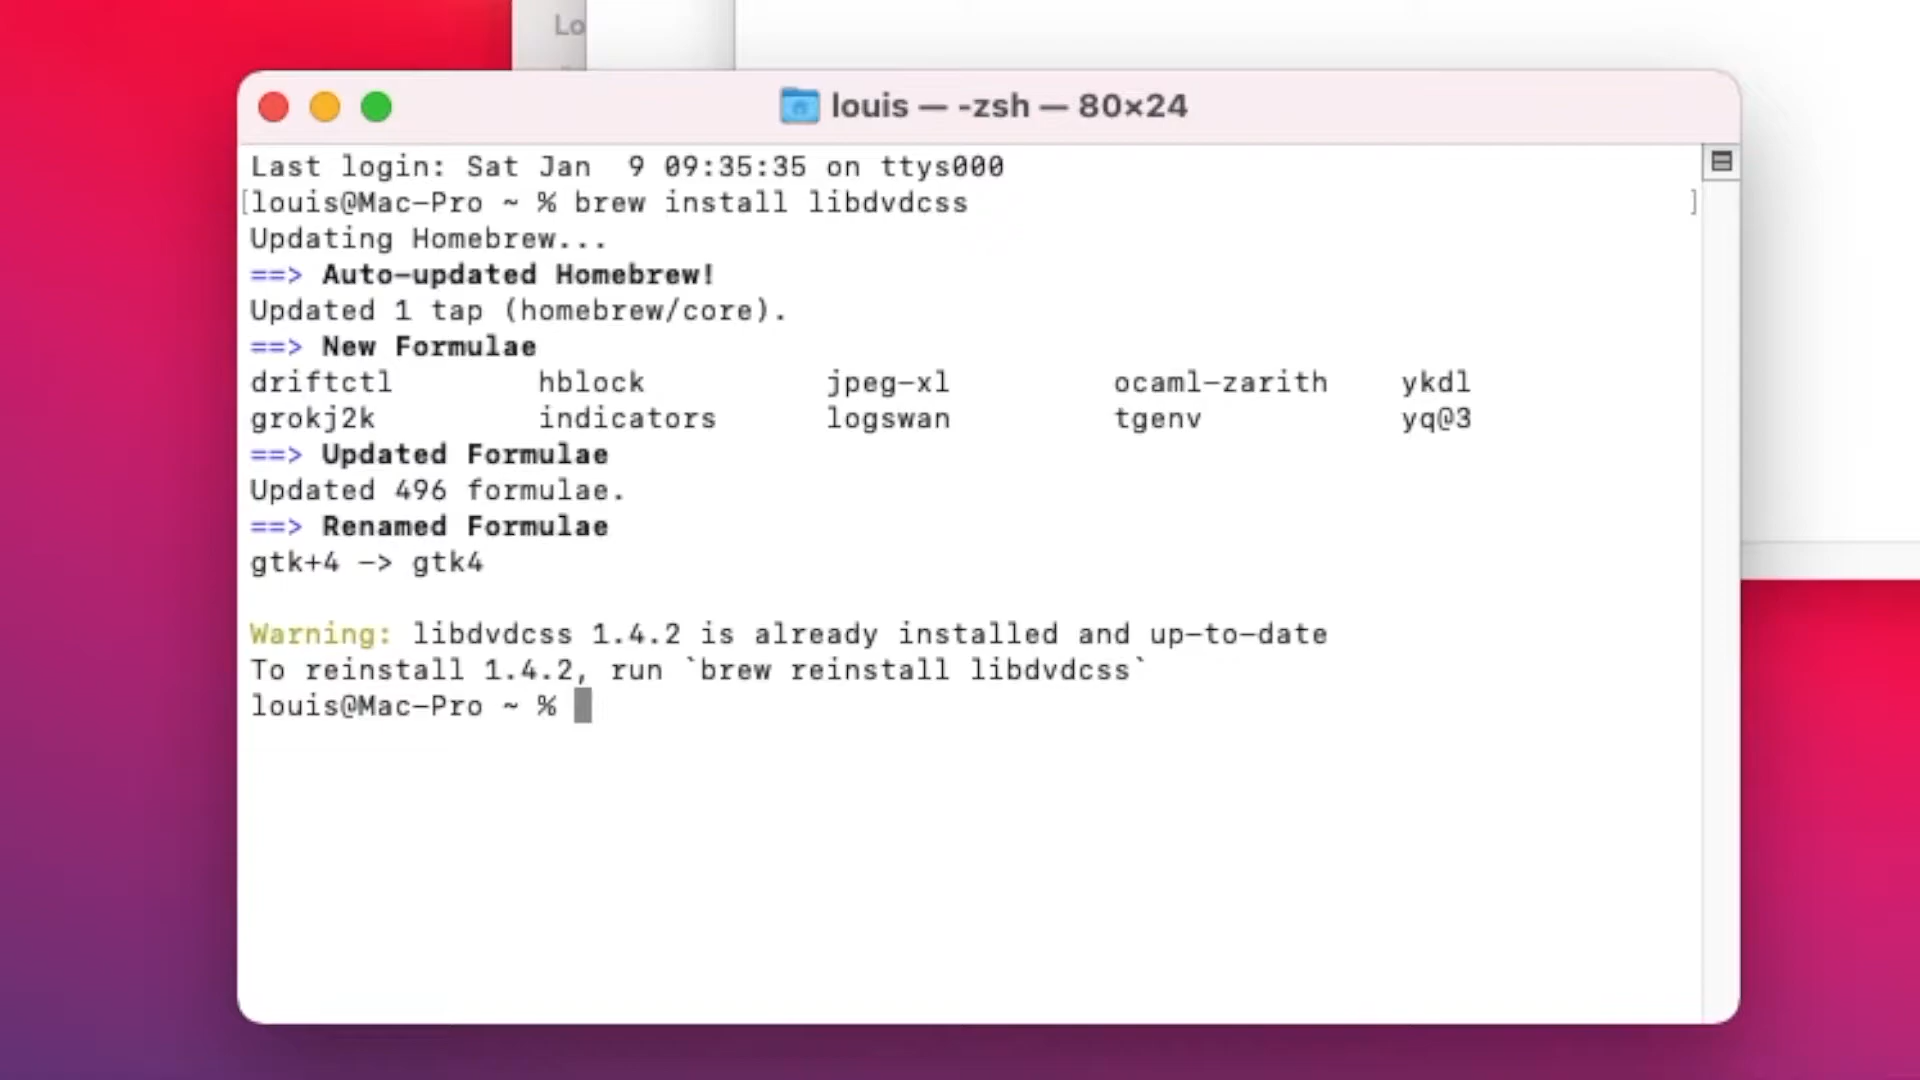 Lo
louis — -zsh — 80×24
Last login: Sat Jan  9 09:35:35 on ttys000
[louis@Mac-Pro ~ % brew install libdvdcss ]
Updating Homebrew...
==> Auto-updated Homebrew!
Updated 1 tap (homebrew/core).
==> New Formulae
driftctl hblock jpeg-xl ocaml-zarith ykdl
grokj2k indicators logswan tgenv yq@3
==> Updated Formulae
Updated 496 formulae.
==> Renamed Formulae
gtk+4 -> gtk4
Warning: libdvdcss 1.4.2 is already installed and up-to-date
To reinstall 1.4.2, run `brew reinstall libdvdcss`
louis@Mac-Pro ~ %